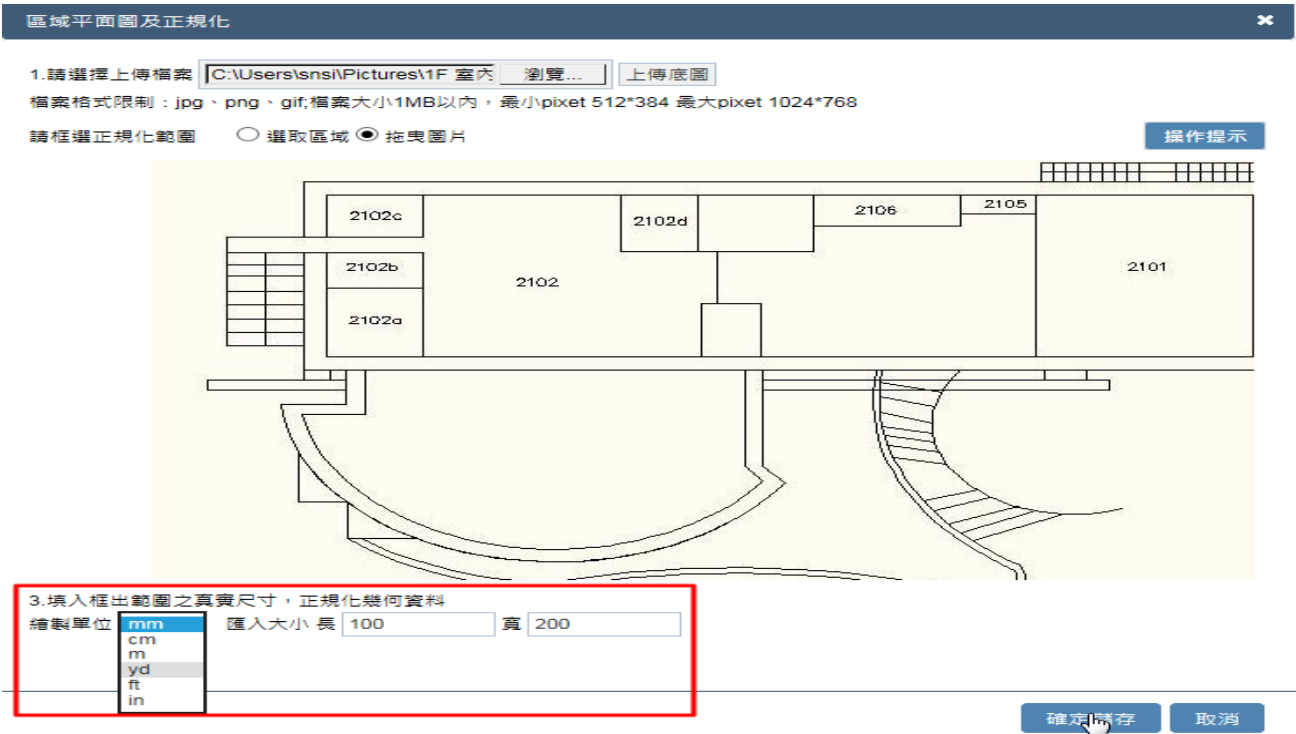 區域平面圖及正規化
1.請選擇上傳檔案 C:\Users\snsi\Pictures\1F 室內 瀏覽... 上傳底圖
檔案格式限制：jpg、png、gif;檔案大小1MB以內，最小pixet 512*384 最大pixet 1024*768
請框選正規化範圍 選取區域 拖曳圖片 操作提示
2102c
2102d
2106
2105
2102b
2102
2101
2102a
3.填入框出範圍之真實尺寸，正規化幾何資料
繪製單位 mm 匯入大小 長 100 寬 200
cm
m
yd
ft
in
確定儲存 取消